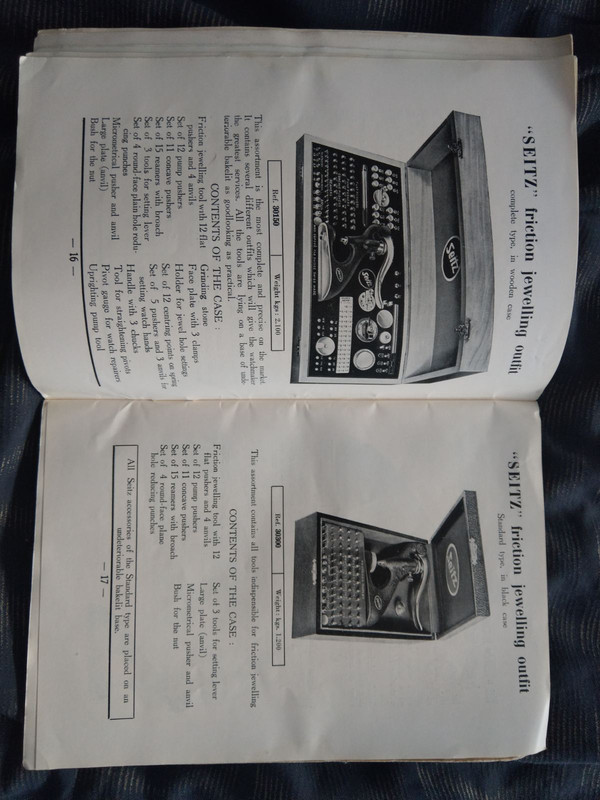 "SEITZ" friction jewelling outfit
complete type, in wooden case
Seitz
Seitz
Ref. 30150
Weight kgs: 2.100
This assortment is the most complete and precise on the market
It contains several different outfits which will give the watchmaker
the greatest services. All the tools are lying on a base of unde-
teriorable bakelit as goodlooking as practical.
CONTENTS OF THE CASE :
Friction jewelling tool with 12 flat
pushers and 4 anvils
Set of 12 pump pushers
Set of 11 concave pushers
Set of 15 reamers with broach
Set of 3 tools for setting lever
Set of 4 round-face plain hole redu-
cing punches
Micrometrical pusher and anvil
Large plate (anvil)
Bush for the nut
Grinding stone
Face plate with 3 clamps
Holder for jewel hole settings
Set of 12 centring points on spring
Set of 5 pushers and 3 anvils for
setting watch hands
Handle with 3 chucks
Tool for straightening pivots
Pivot gauge for watch repairers
Uprighting pump tool
— 16 —
"SEITZ" friction jewelling outfit
Standard type, in black case
Seitz
Ref. 30300
Weight: kgs. 1.200
This assortment contains all tools indispensable for friction jewelling
CONTENTS OF THE CASE :
Friction jewelling tool with 12
flat pushers and 4 anvils
Set of 12 pump pushers
Set of 11 concave pushers
Set of 15 reamers with broach
Set of 4 round-face plane
hole reducing punches
Set of 3 tools for setting lever
Large plate (anvil)
Micrometrical pusher and anvil
Bush for the nut
All Seitz accessories of the Standard type are placed on an
undeteriorable bakelit base.
— 17 —